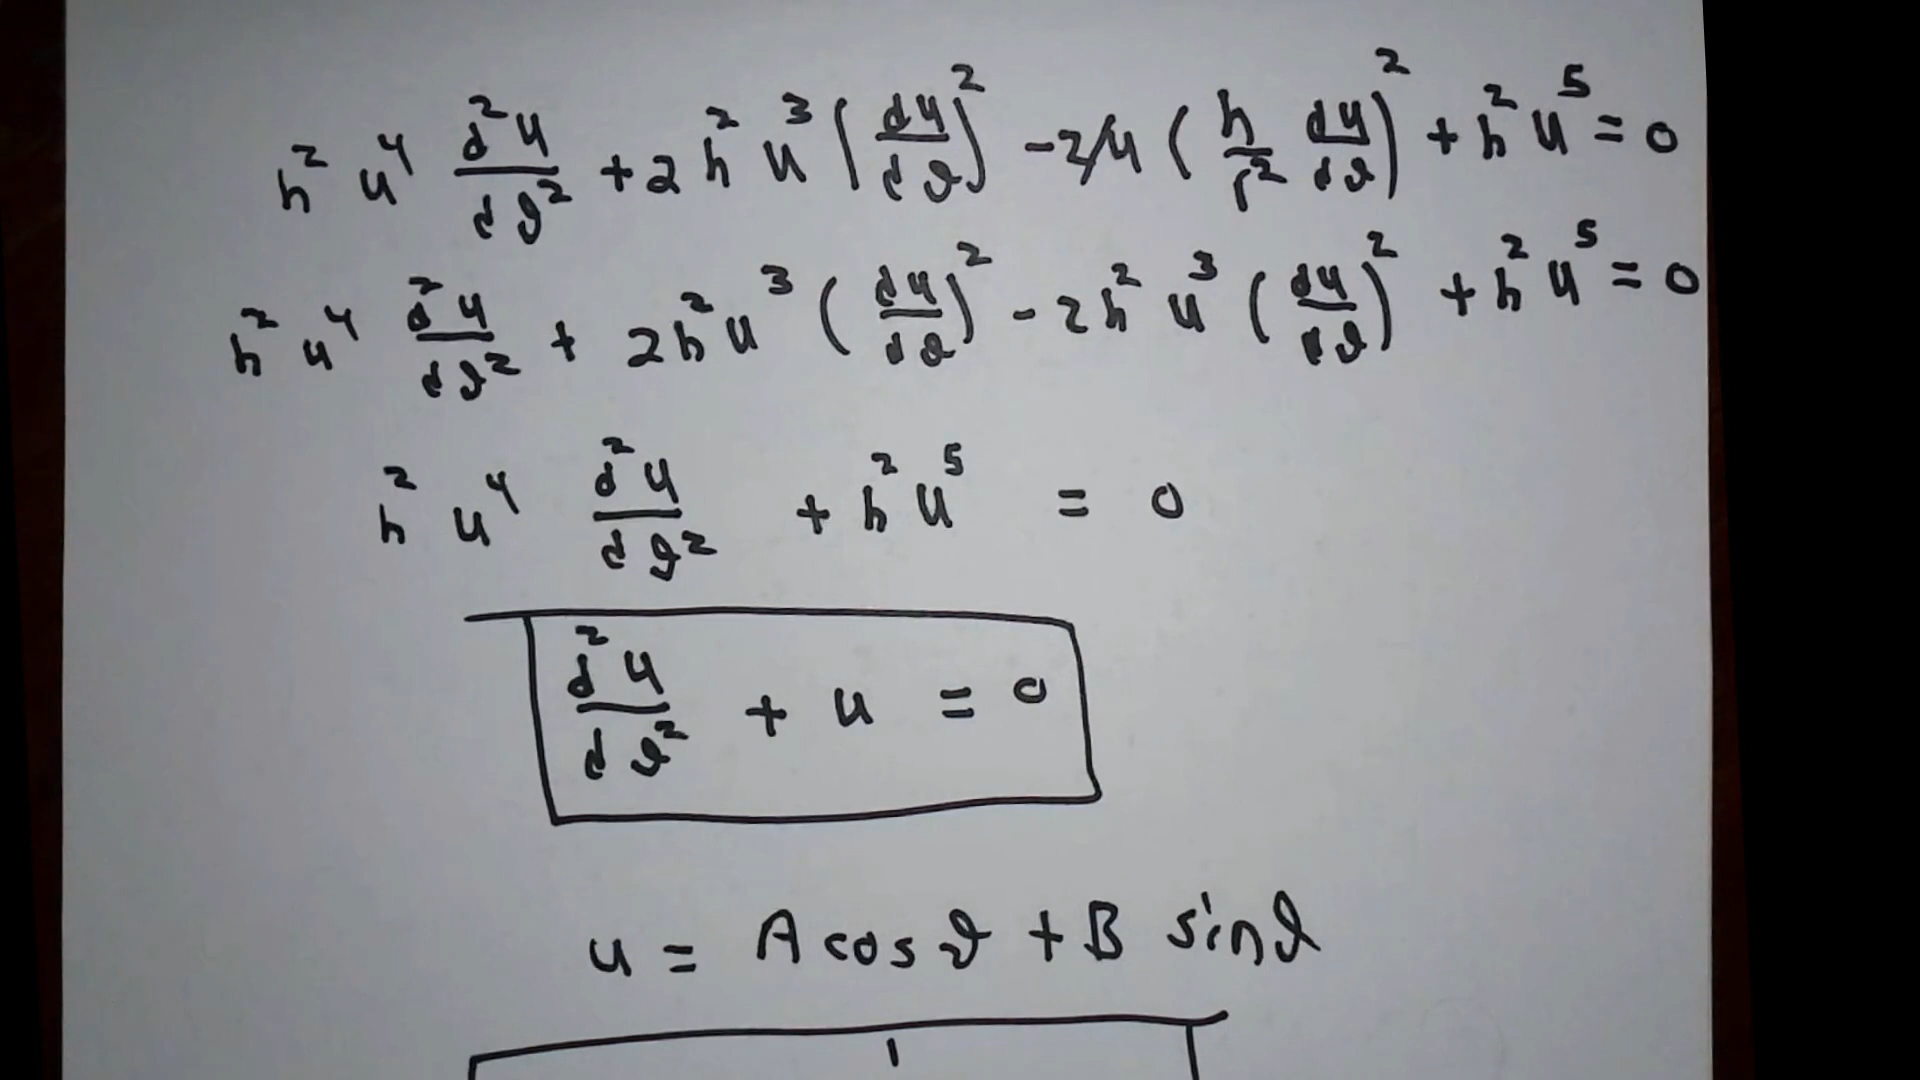 h² u⁴ d²u/dϑ² + 2h² u³ (du/dϑ)² - 2u (h/r² du/dϑ)² + h² u⁵ = 0
h² u⁴ d²u/dϑ² + 2h² u³ (du/dϑ)² - 2h² u³ (du/dϑ)² + h² u⁵ = 0
h² u⁴ d²u/dϑ² + h² u⁵ = 0
d²u/dϑ² + u = 0
u = A cos ϑ + B sin ϑ